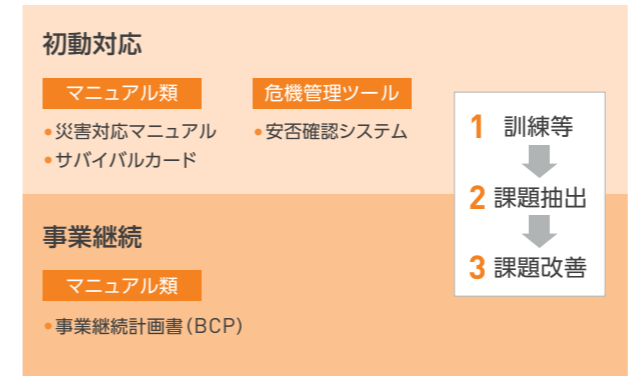 初動対応
マニュアル類
•災害対応マニュアル
•サバイバルカード
危機管理ツール
•安否確認システム
事業継続
マニュアル類
•事業継続計画書(BCP)
1 訓練等
2 課題抽出
3 課題改善